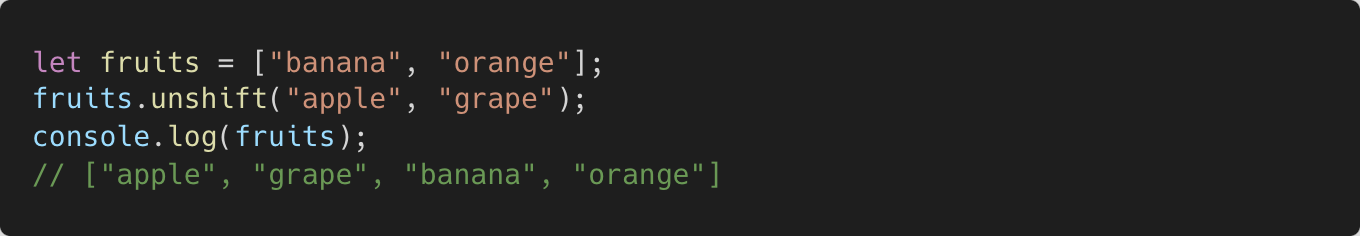 let fruits = ["banana", "orange"];
fruits.unshift("apple", "grape");
console.log(fruits);
// ["apple", "grape", "banana", "orange"]